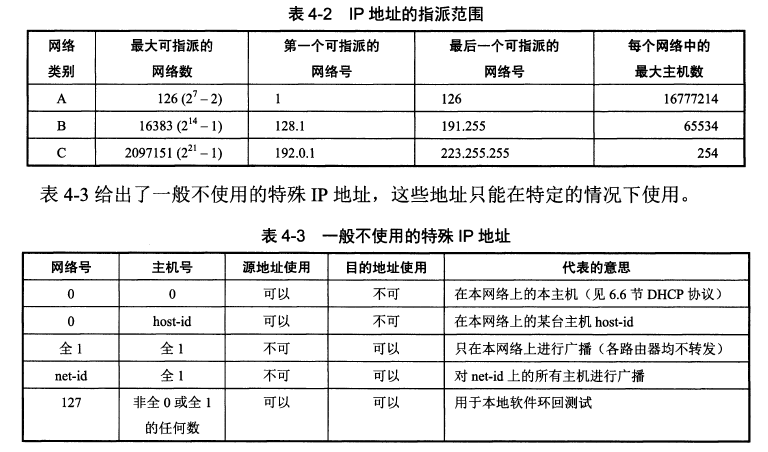 表 4-2 IP 地址的指派范围
网络类别 最大可指派的网络数 第一个可指派的网络号 最后一个可指派的网络号 每个网络中的最大主机数
A 126 (2⁷ – 2) 1 126 16777214
B 16383 (2¹⁴ – 1) 128.1 191.255 65534
C 2097151 (2²¹ – 1) 192.0.1 223.255.255 254
表 4-3 给出了一般不使用的特殊 IP 地址，这些地址只能在特定的情况下使用。
表 4-3 一般不使用的特殊 IP 地址
网络号 主机号 源地址使用 目的地址使用 代表的意思
0 0 可以 不可 在本网络上的本主机（见 6.6 节 DHCP 协议）
0 host-id 可以 不可 在本网络上的某台主机 host-id
全 1 全 1 不可 可以 只在本网络上进行广播（各路由器均不转发）
net-id 全 1 不可 可以 对 net-id 上的所有主机进行广播
127 非全 0 或全 1 的任何数 可以 可以 用于本地软件环回测试